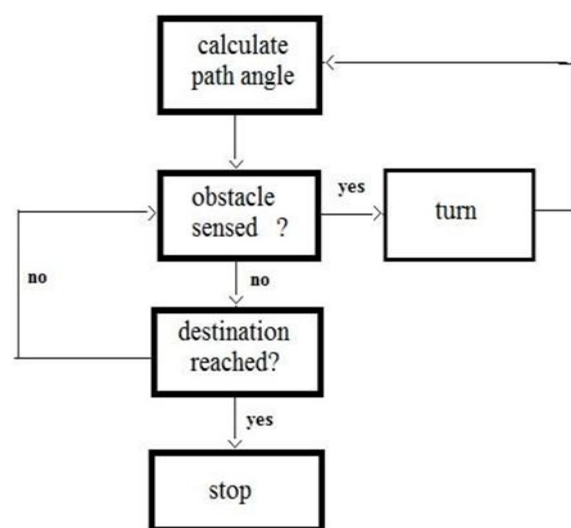 calculate
path angle
obstacle
sensed ?
yes
turn
no
no
destination
reached?
yes
stop